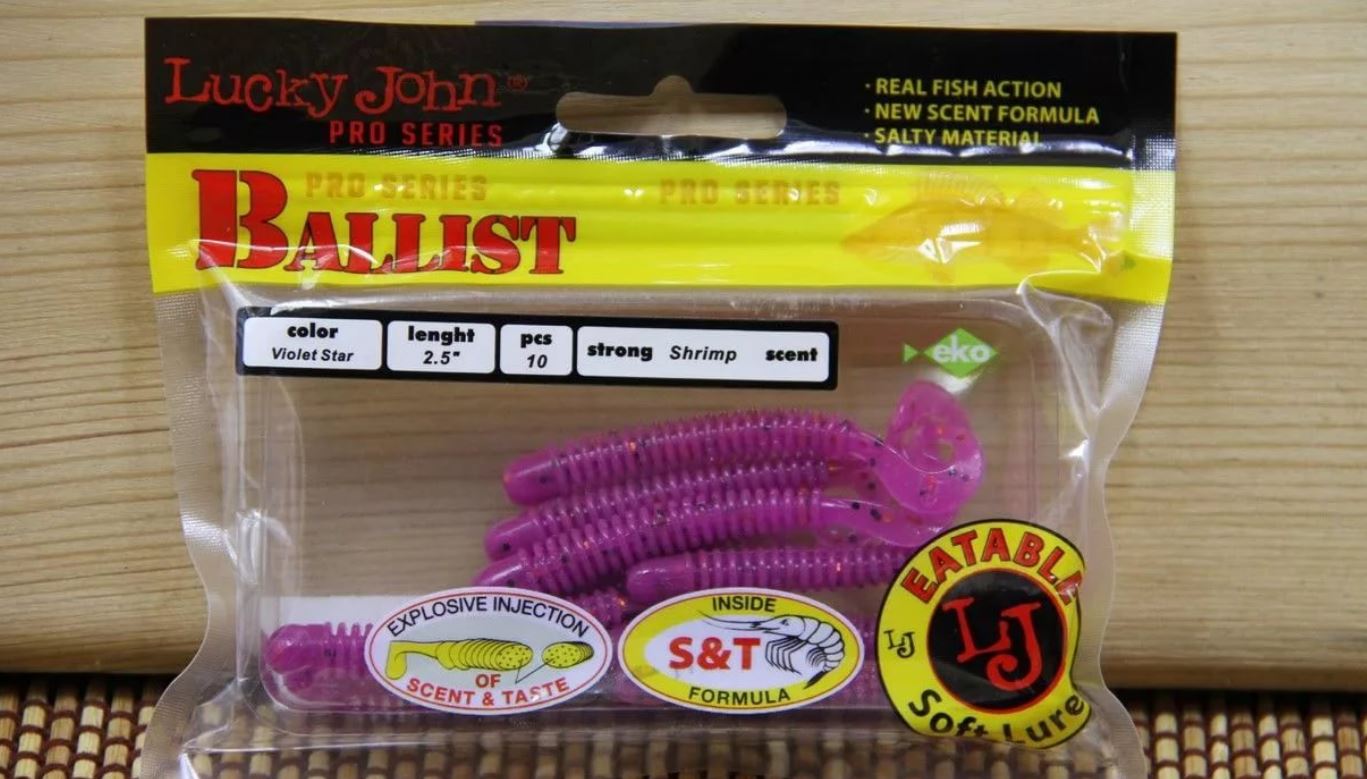 Lucky John®
PRO SERIES
· REAL FISH ACTION
· NEW SCENT FORMULA
· SALTY MATERIAL
PRO SERIES PRO SERIES
BALLIST
color
Violet Star
lenght
2.5"
pcs
10
strong Shrimp scent
eko
EXPLOSIVE INJECTION
OF
SCENT & TASTE
INSIDE
S&T
FORMULA
EATABLE
LJ
LJ
Soft Lure